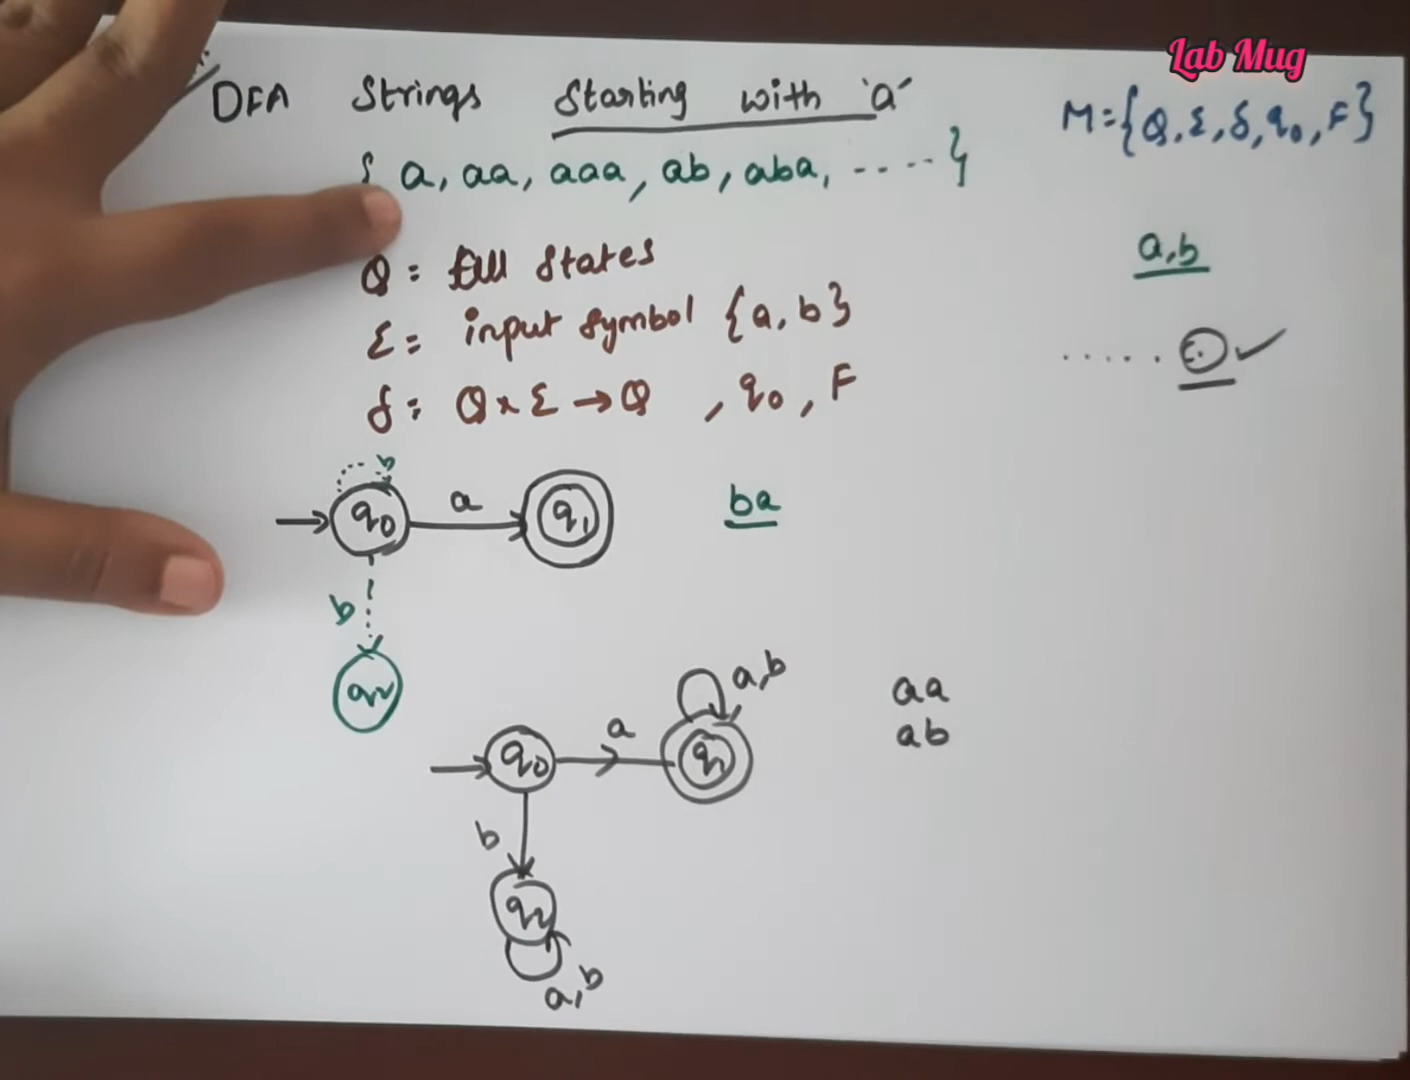 Lab Mug
DFA Strings Starting with 'a'
M={Q,Σ,δ,q0,F}
{ a, aa, aaa, ab, aba, ..... }
Q = All States
a,b
Σ = input symbol {a, b}
δ = Q x Σ → Q , q0, F
b
q0 a q1
ba
b
q2
a,b
aa
q0 a q1
ab
b
q2
a,b